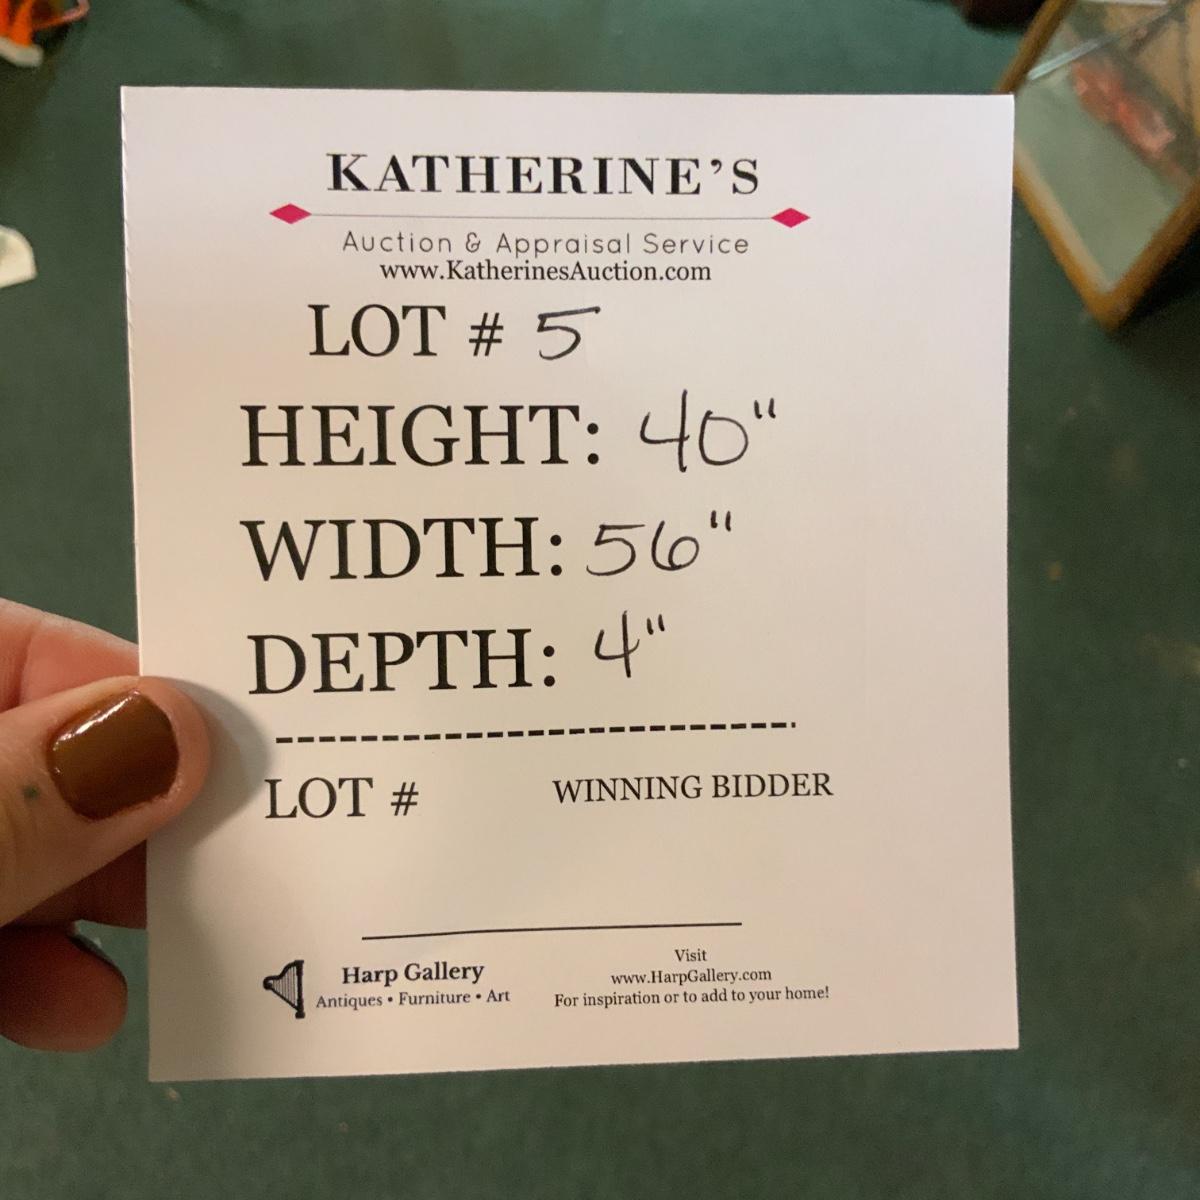 KATHERINE'S
Auction & Appraisal Service
www.KatherinesAuction.com
LOT # 5
HEIGHT: 40"
WIDTH: 56"
DEPTH: 4"
LOT # WINNING BIDDER
Harp Gallery
Antiques • Furniture • Art
Visit
www.HarpGallery.com
For inspiration or to add to your home!